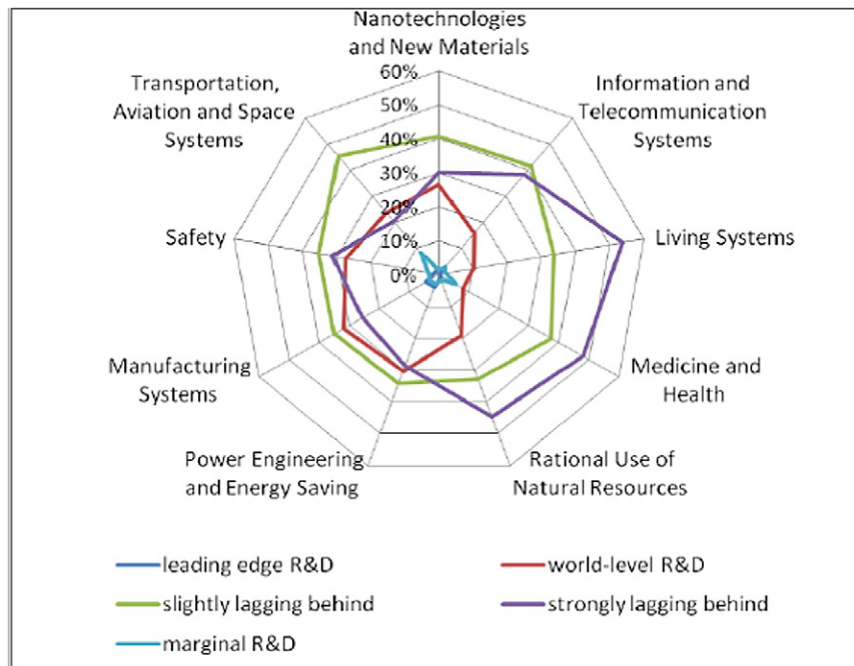 Nanotechnologies
and New Materials
Transportation,
Aviation and Space
Systems
Information and
Telecommunication
Systems
60%
50%
40%
30%
20%
10%
0%
Safety
Living Systems
Manufacturing
Systems
Medicine and
Health
Power Engineering
and Energy Saving
Rational Use of
Natural Resources
leading edge R&D
world-level R&D
slightly lagging behind
strongly lagging behind
marginal R&D